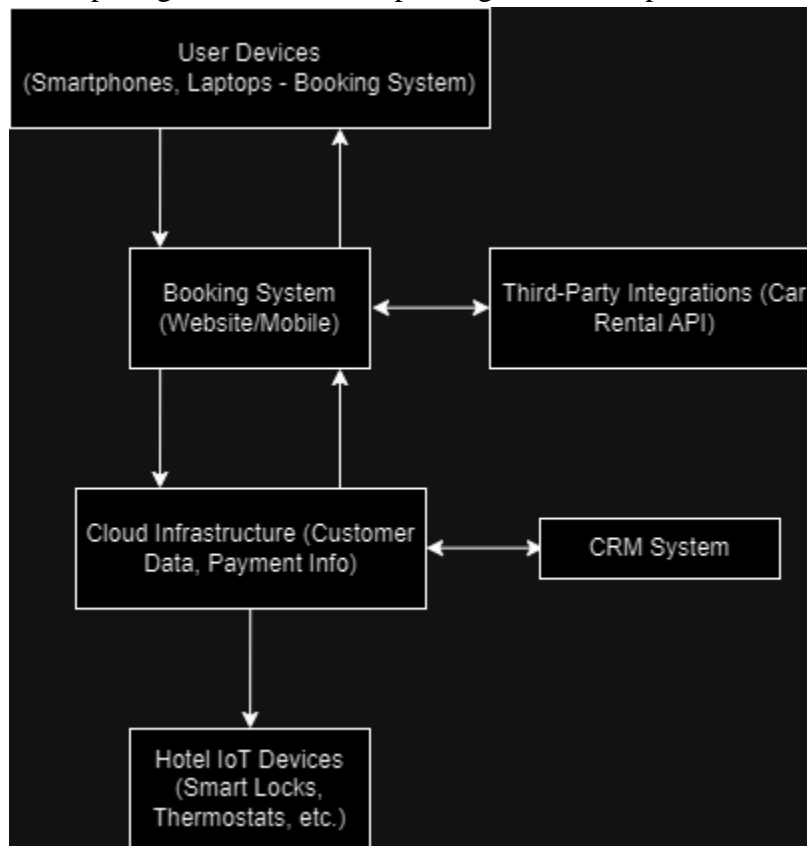 User Devices
(Smartphones, Laptops - Booking System)
Booking System
(Website/Mobile)
Third-Party Integrations (Car
Rental API)
Cloud Infrastructure (Customer
Data, Payment Info)
CRM System
Hotel IoT Devices
(Smart Locks,
Thermostats, etc.)